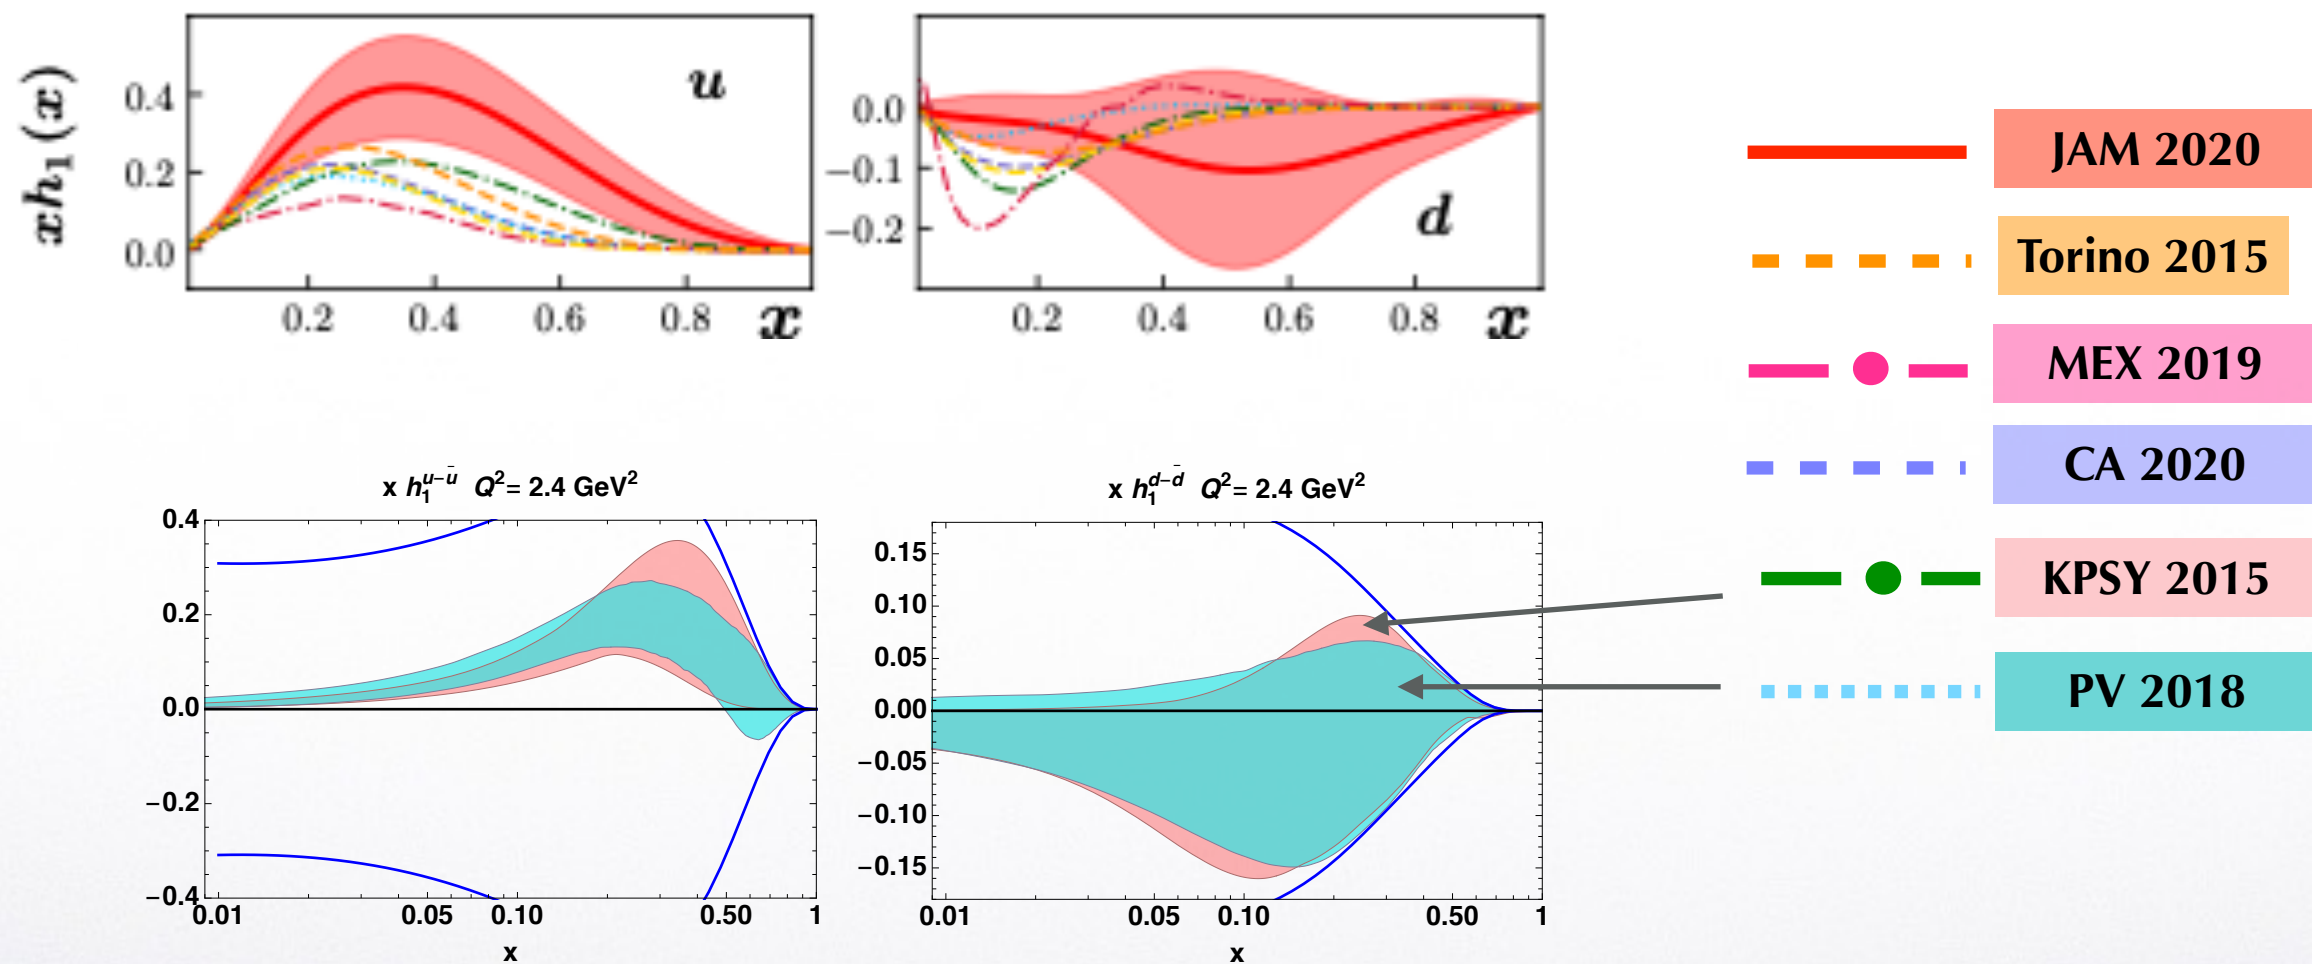 u
xh₁(x)
0.4
0.2
0.0
0.2 0.4 0.6 0.8 x
0.0
−0.1
−0.2
d
0.2 0.4 0.6 0.8 x
JAM 2020
Torino 2015
MEX 2019
CA 2020
KPSY 2015
PV 2018
x h₁^{u−ū} Q²= 2.4 GeV²
0.4
0.2
0.0
−0.2
−0.4
0.01 0.05 0.10 0.50 1
x
x h₁^{d−d̄} Q²= 2.4 GeV²
0.15
0.10
0.05
0.00
−0.05
−0.10
−0.15
0.01 0.05 0.10 0.50 1
x